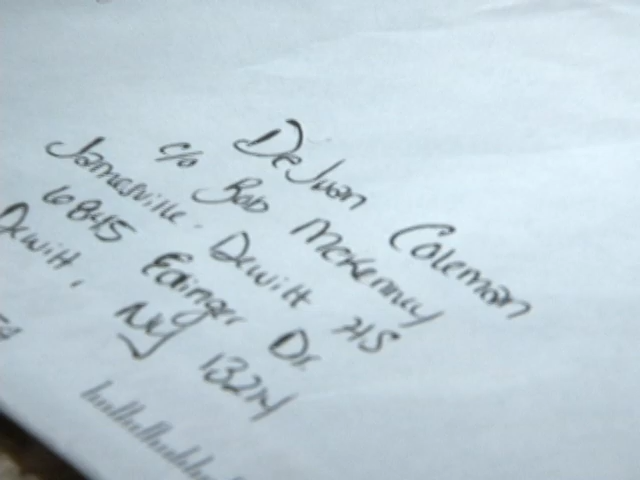 DeJuan Coleman
c/o Bob McKenney
Jamesville-Dewitt HS
6845 Edinger Dr.
Dewitt, NY 13214